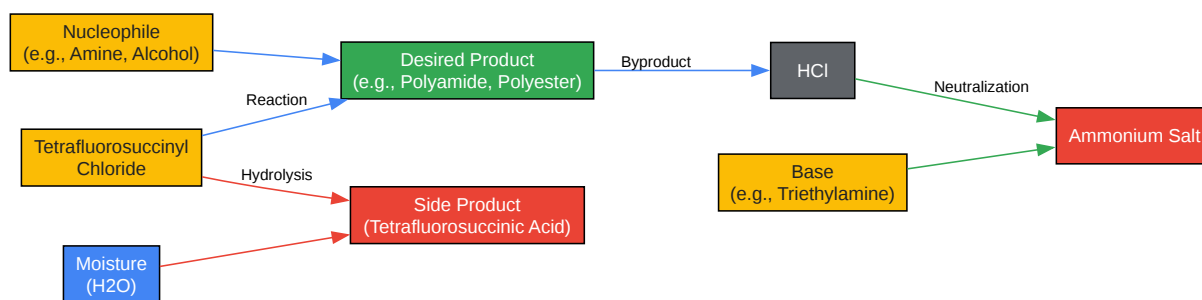 Nucleophile
(e.g., Amine, Alcohol)
Desired Product
(e.g., Polyamide, Polyester)
Byproduct
HCl
Neutralization
Ammonium Salt
Reaction
Tetrafluorosuccinyl
Chloride
Hydrolysis
Side Product
(Tetrafluorosuccinic Acid)
Base
(e.g., Triethylamine)
Moisture
(H2O)